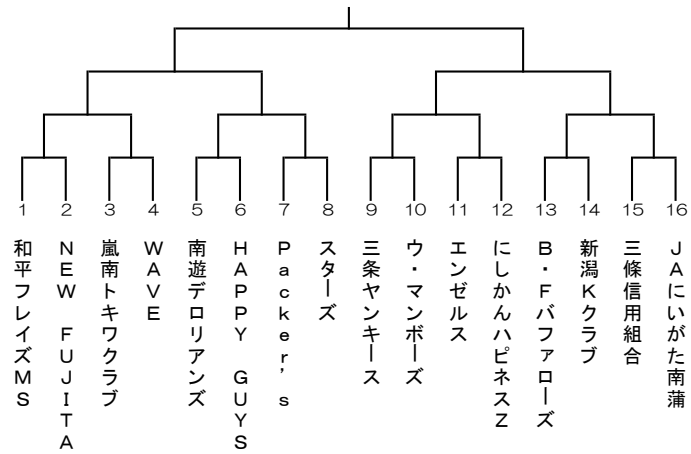 1
2
3
4
5
6
7
8
9
10
11
12
13
14
15
16
和平フレイズMS
NEW FUJITA
嵐南トキワクラブ
WAVE
南遊デロリアンズ
HAPPY GUYS
Packer's
スターズ
三条ヤンキース
ウ・マンボーズ
エンゼルス
にしかんハピネスZ
B・Fバファローズ
新潟Kクラブ
三條信用組合
JAにいがた南蒲